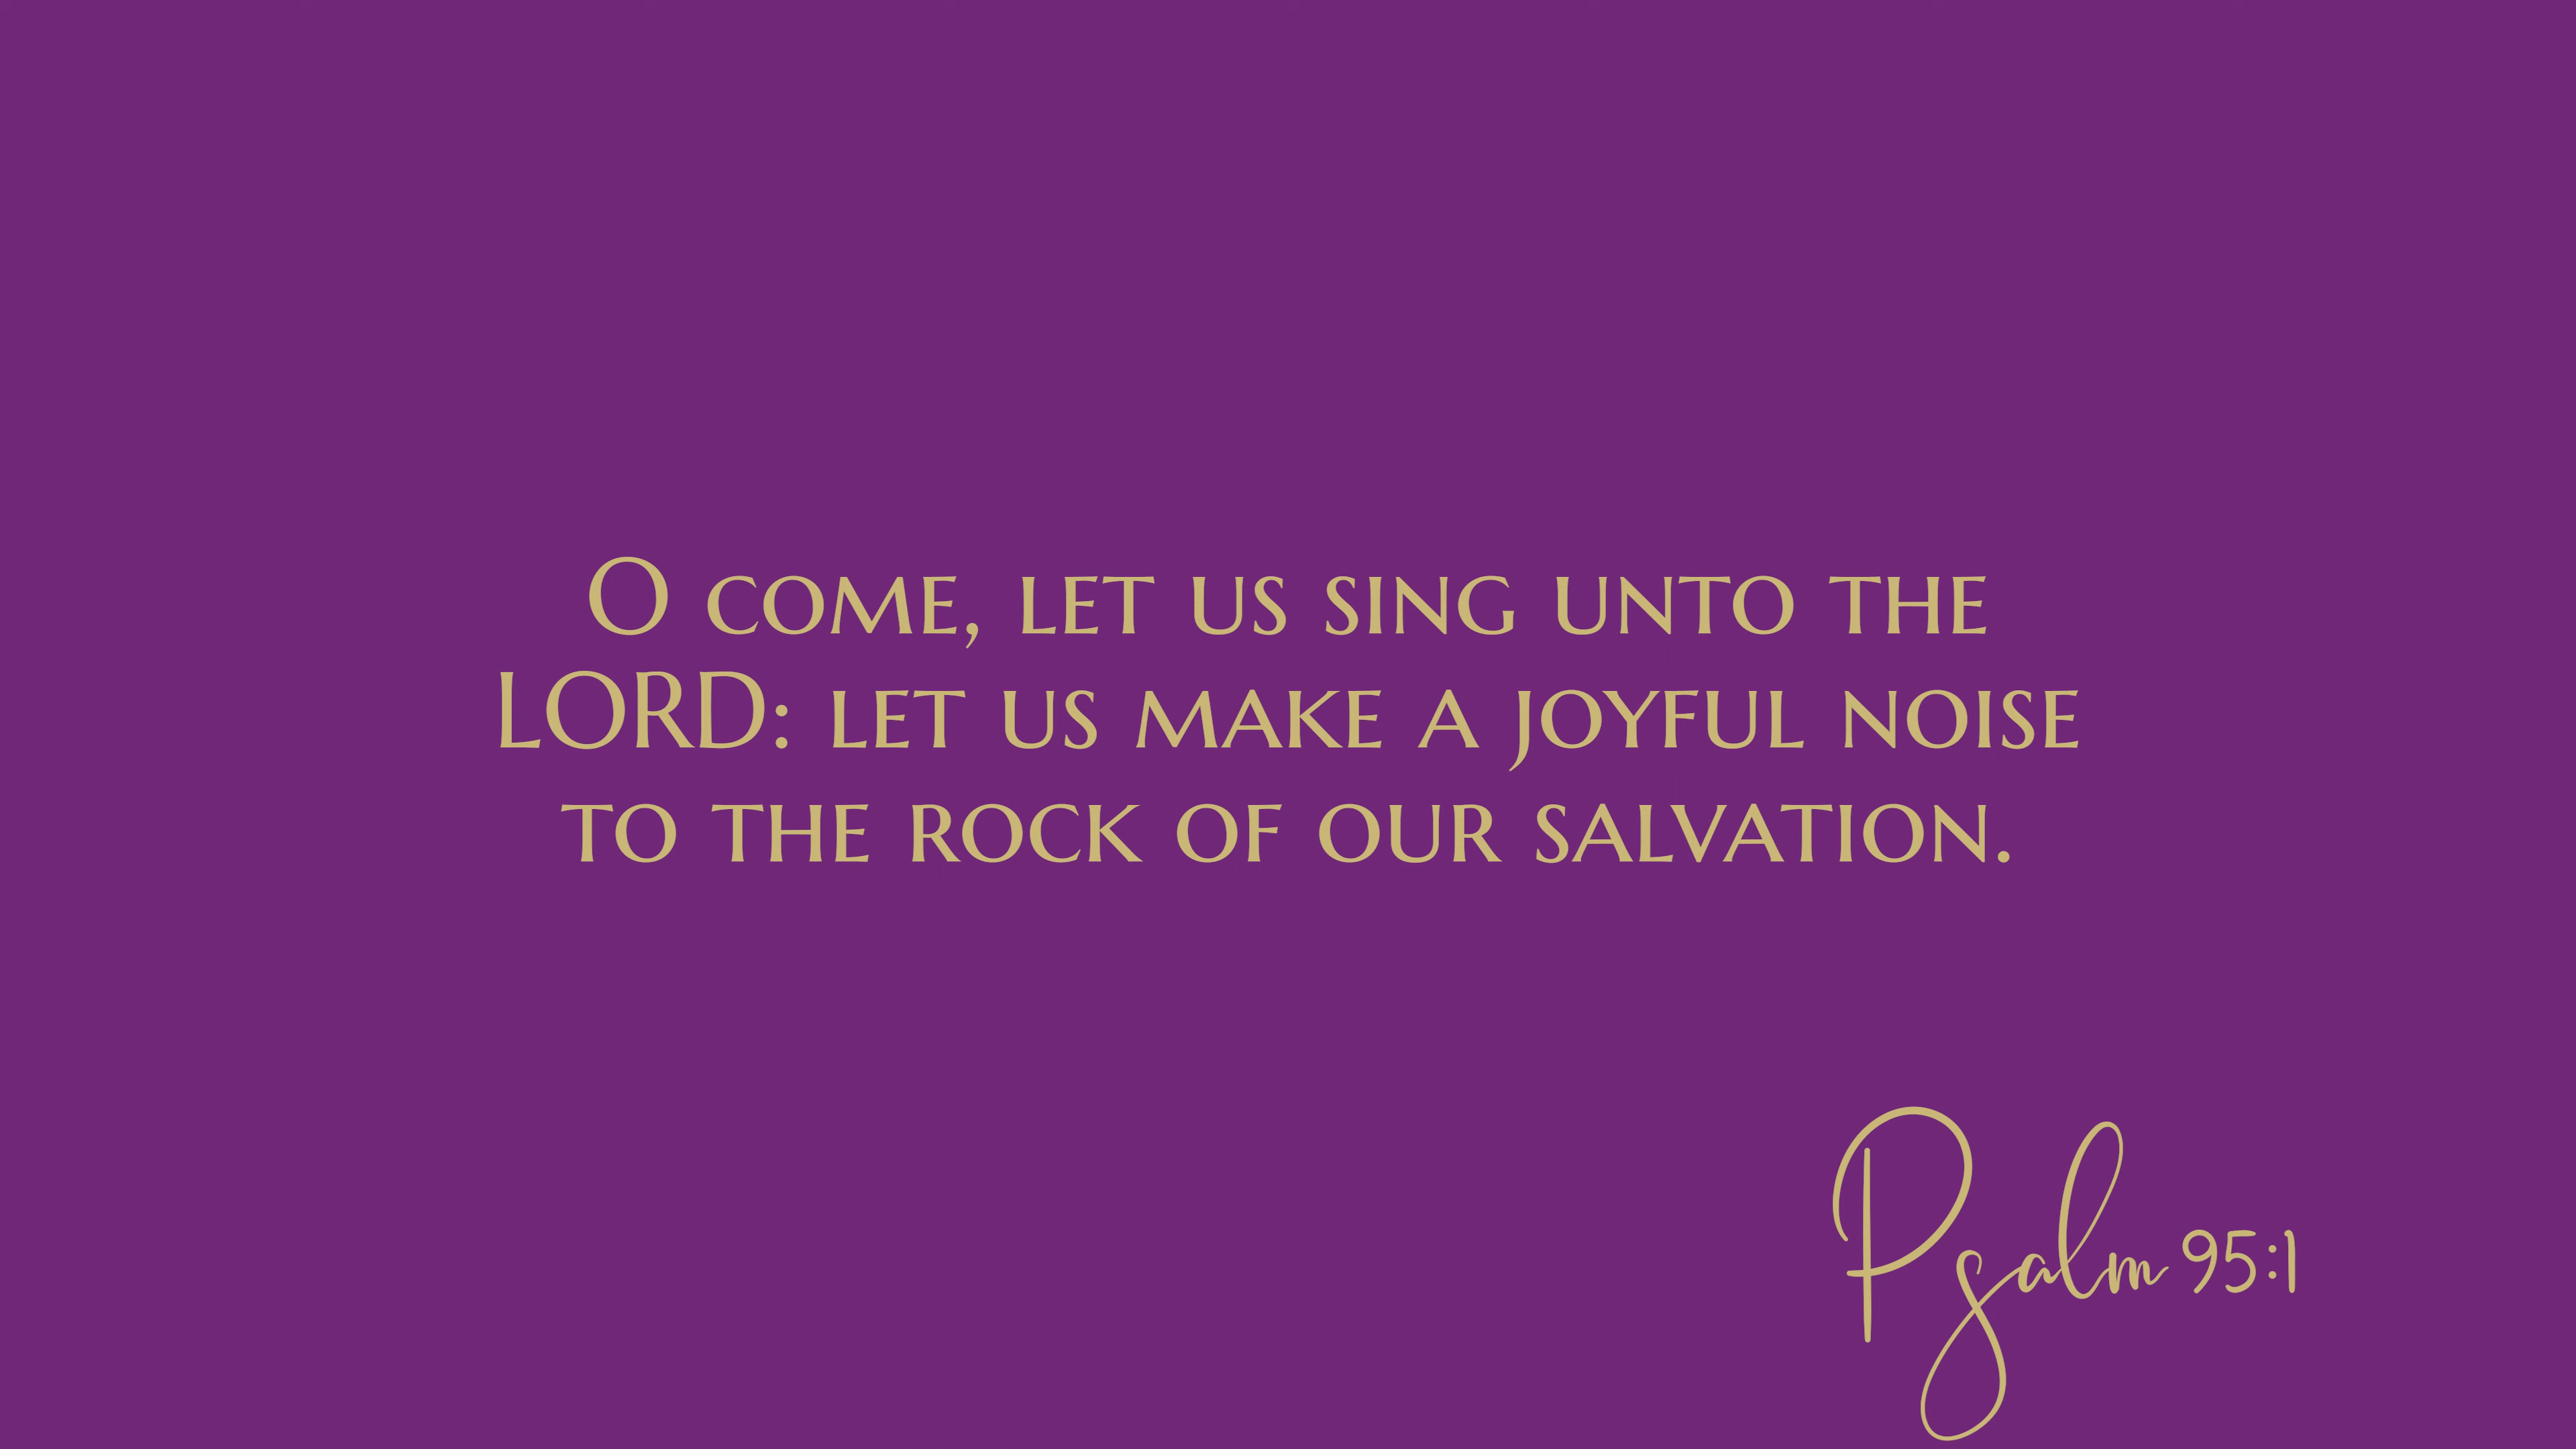 O come, let us sing unto the
LORD: let us make a joyful noise
to the rock of our salvation.
Psalm 95:1